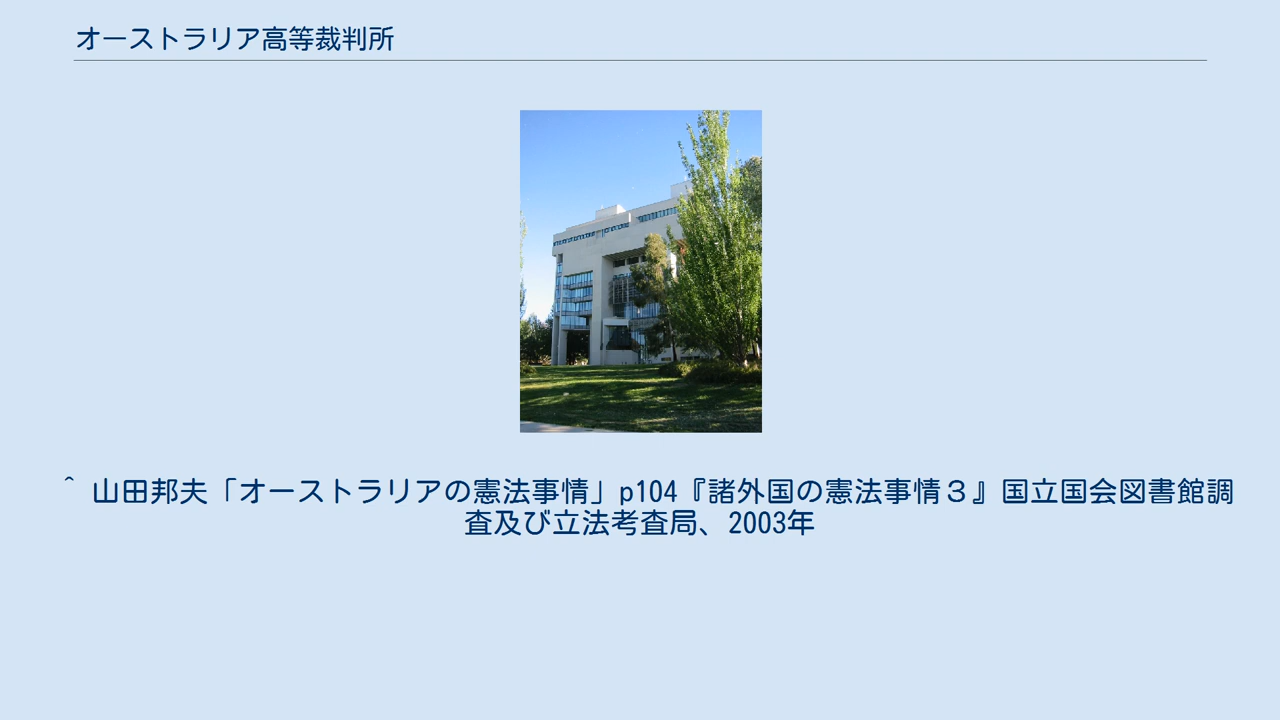 オーストラリア高等裁判所
^ 山田邦夫「オーストラリアの憲法事情」p104『諸外国の憲法事情３』国立国会図書館調
査及び立法考査局、2003年